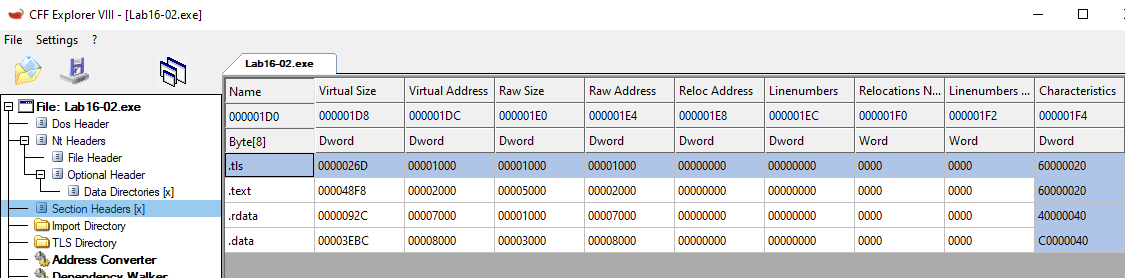 CFF Explorer VIII - [Lab16-02.exe]
File Settings ?
Lab16-02.exe
File: Lab16-02.exe
Dos Header
Nt Headers
File Header
Optional Header
Data Directories [x]
Section Headers [x]
Import Directory
TLS Directory
Address Converter
Dependency Walker
Name Virtual Size Virtual Address Raw Size Raw Address Reloc Address Linenumbers Relocations N... Linenumbers ... Characteristics
000001D0 000001D8 000001DC 000001E0 000001E4 000001E8 000001EC 000001F0 000001F2 000001F4
Byte[8] Dword Dword Dword Dword Dword Dword Word Word Dword
.tls 0000026D 00001000 00001000 00001000 00000000 00000000 0000 0000 60000020
.text 000048F8 00002000 00005000 00002000 00000000 00000000 0000 0000 60000020
.rdata 0000092C 00007000 00001000 00007000 00000000 00000000 0000 0000 40000040
.data 00003EBC 00008000 00003000 00008000 00000000 00000000 0000 0000 C0000040